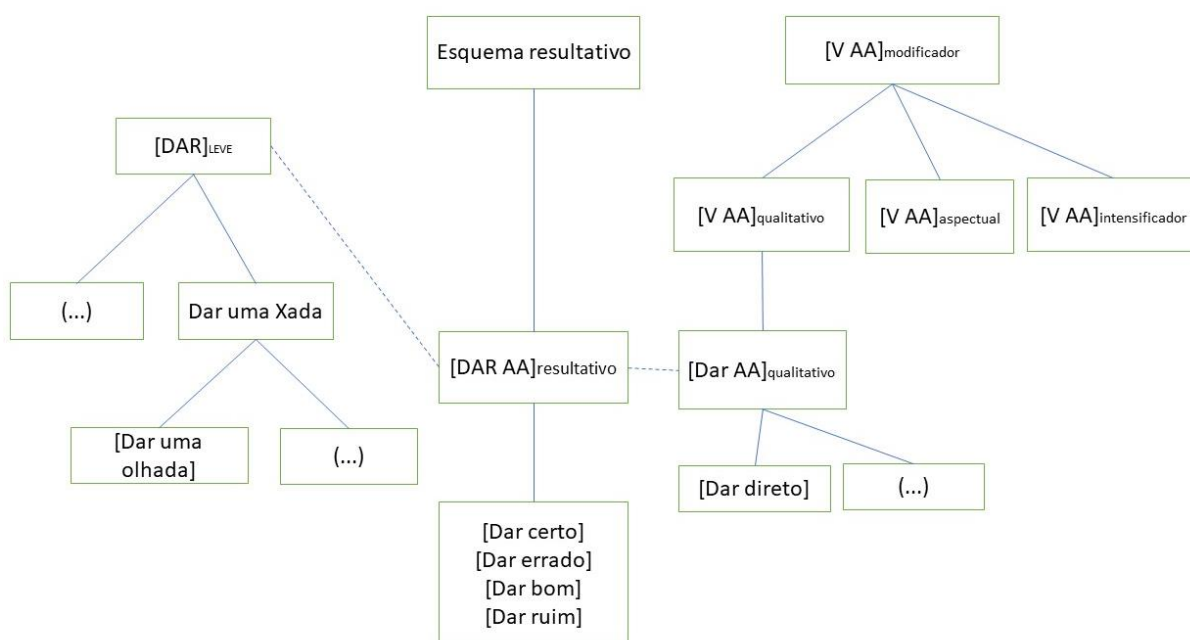 Esquema resultativo
[V AA]modificador
[DAR]LEVE
[V AA]qualitativo
[V AA]aspectual
[V AA]intensificador
(...)
Dar uma Xada
[DAR AA]resultativo
[Dar AA]qualitativo
[Dar uma
olhada]
(...)
[Dar direto]
(...)
[Dar certo]
[Dar errado]
[Dar bom]
[Dar ruim]